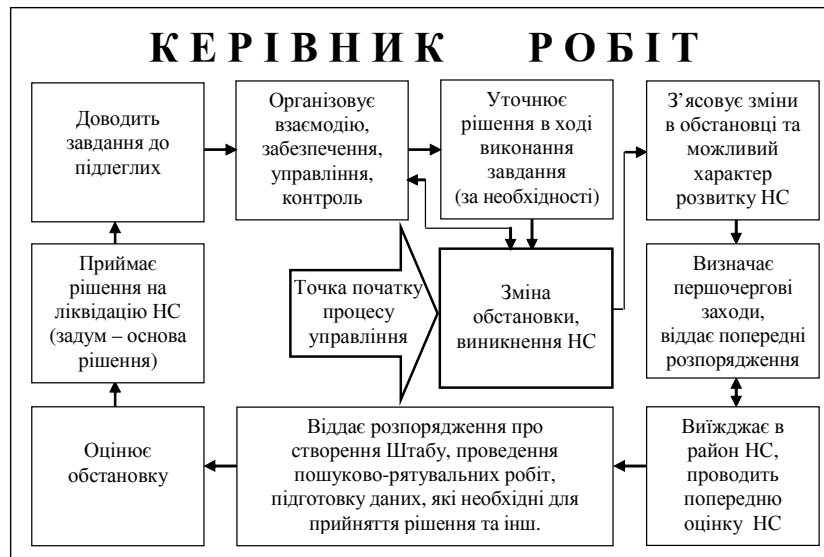 КЕРІВНИК РОБІТ
Доводить
завдання до
підлеглих
Організовує
взаємодію,
забезпечення,
управління,
контроль
Уточнює
рішення в ході
виконання
завдання
(за необхідності)
З’ясовує зміни
в обстановці та
можливий
характер
розвитку НС
Приймає
рішення на
ліквідацію НС
(задум – основа
рішення)
Точка початку
процесу
управління
Зміна
обстановки,
виникнення НС
Визначає
першочергові
заходи,
віддає попередні
розпорядження
Оцінює
обстановку
Віддає розпорядження про
створення Штабу, проведення
пошуково-рятувальних робіт,
підготовку даних, які необхідні для
прийняття рішення та інш.
Виїжджає в
район НС,
проводить
попередню
оцінку НС